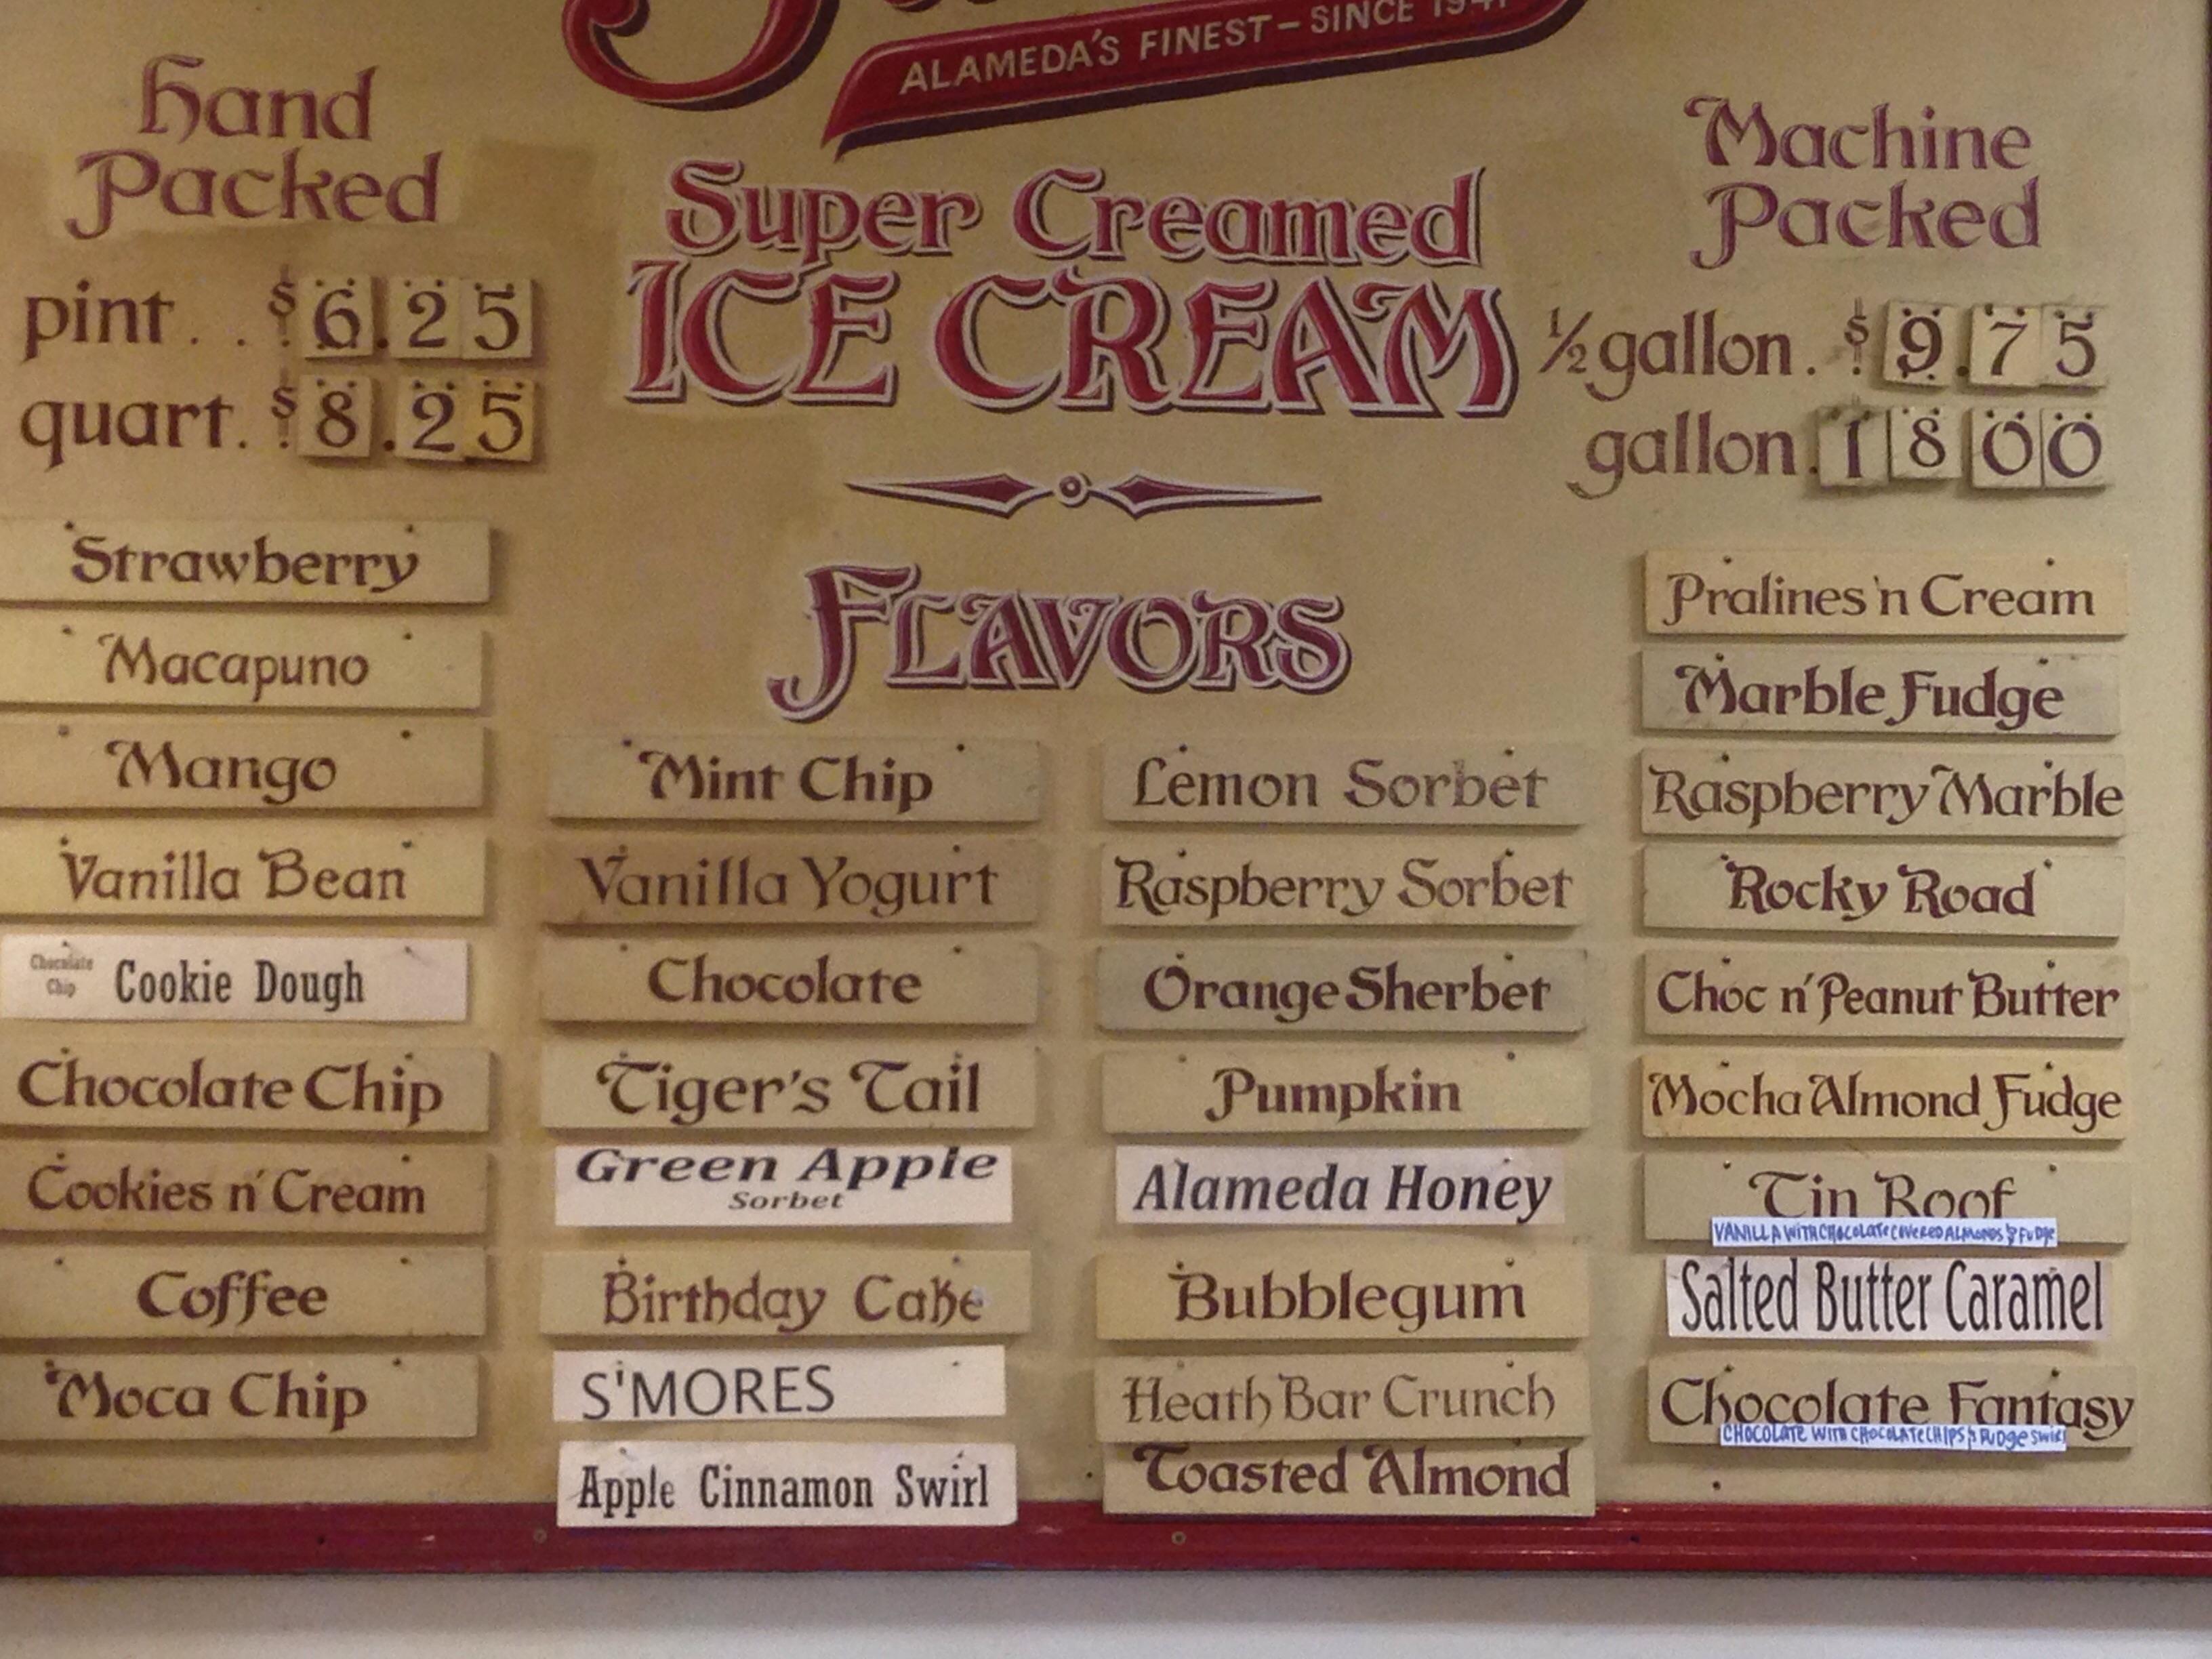 ALAMEDA'S FINEST – SINCE 1941
Hand
Packed
pint . . $6.25
quart. $8.25
Super Creamed
ICE CREAM
Machine
Packed
½ gallon. $9.75
gallon. 1800
FLAVORS
Strawberry
Macapuno
Mango
Vanilla Bean
Chocolate
Chip
Cookie Dough
Chocolate Chip
Cookies n' Cream
Coffee
Moca Chip
Mint Chip
Vanilla Yogurt
Chocolate
Tiger's Tail
Green Apple
Sorbet
Birthday Cake
S'MORES
Apple Cinnamon Swirl
Lemon Sorbet
Raspberry Sorbet
Orange Sherbet
Pumpkin
Alameda Honey
Bubblegum
Heath Bar Crunch
Toasted Almond
Pralines 'n Cream
Marble Fudge
Raspberry Marble
Rocky Road
Choc n' Peanut Butter
Mocha Almond Fudge
Tin Roof
VANILLA WITH CHOCOLATE COVERED ALMONDS & FUDGE
Salted Butter Caramel
Chocolate Fantasy
CHOCOLATE WITH CHOCOLATE CHIPS & FUDGE SWIRL